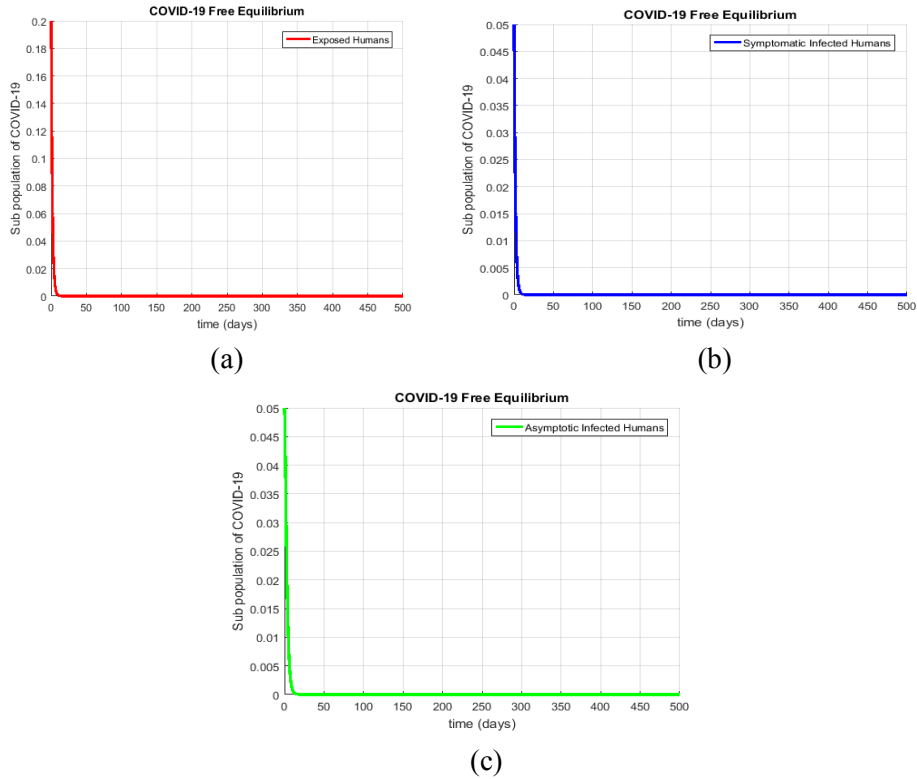 COVID-19 Free Equilibrium
Exposed Humans
Sub population of COVID-19
0.2
0.18
0.16
0.14
0.12
0.1
0.08
0.06
0.04
0.02
0
0 50 100 150 200 250 300 350 400 450 500
time (days)
(a)
COVID-19 Free Equilibrium
Symptomatic Infected Humans
Sub population of COVID-19
0.05
0.045
0.04
0.035
0.03
0.025
0.02
0.015
0.01
0.005
0
0 50 100 150 200 250 300 350 400 450 500
time (days)
(b)
COVID-19 Free Equilibrium
Asymptotic Infected Humans
Sub population of COVID-19
0.05
0.045
0.04
0.035
0.03
0.025
0.02
0.015
0.01
0.005
0
0 50 100 150 200 250 300 350 400 450 500
time (days)
(c)